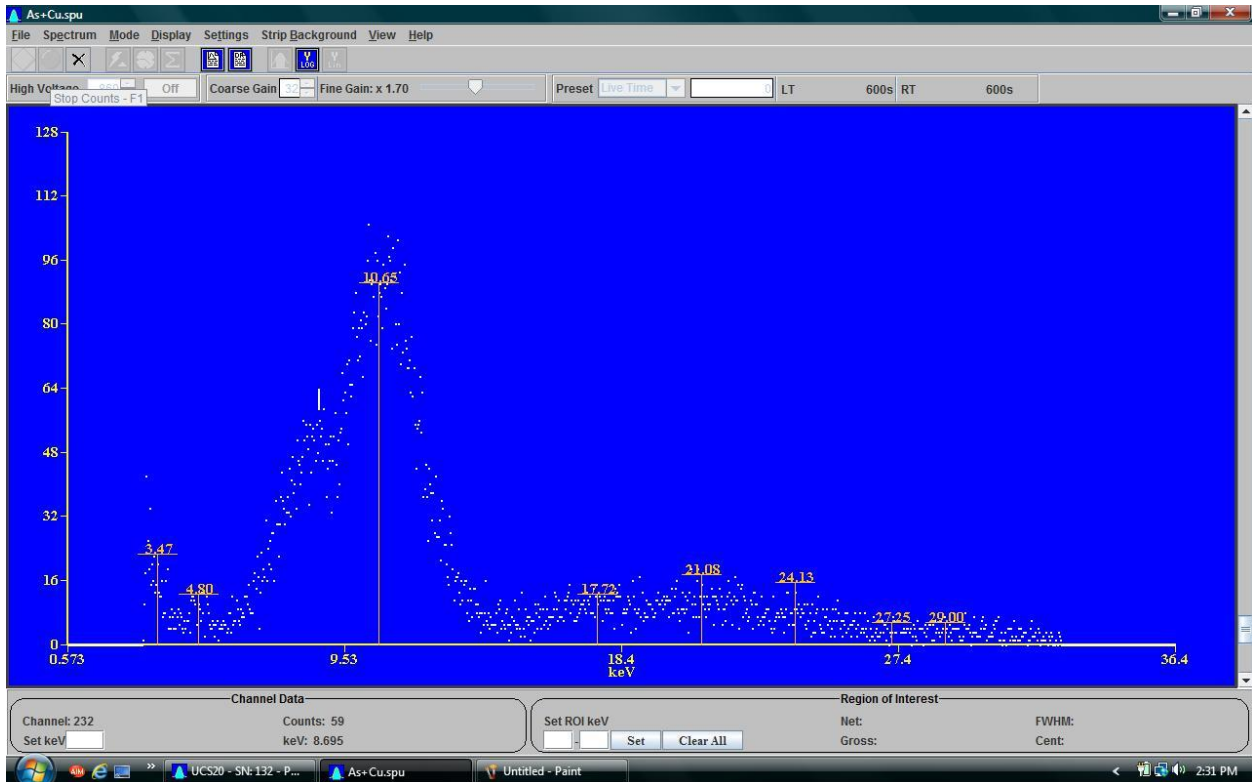 As+Cu.spu
File Spectrum Mode Display Settings Strip Background View Help
Y LOG
High Voltage Off Coarse Gain 32 Fine Gain: x 1.70 Preset Live Time 0 LT 600s RT 600s
Stop Counts - F1
128
112
96
80
64
48
32
16
0
10.65
3.47
4.80
17.72
21.08
24.13
27.25
29.00
0.573 9.53 18.4 27.4 36.4
keV
Channel Data Region of Interest
Channel: 232 Counts: 59 Set ROI keV Net: FWHM:
Set keV keV: 8.695 - Set Clear All Gross: Cent:
AIM » UCS20 - SN: 132 - P... As+Cu.spu Untitled - Paint < 2:31 PM